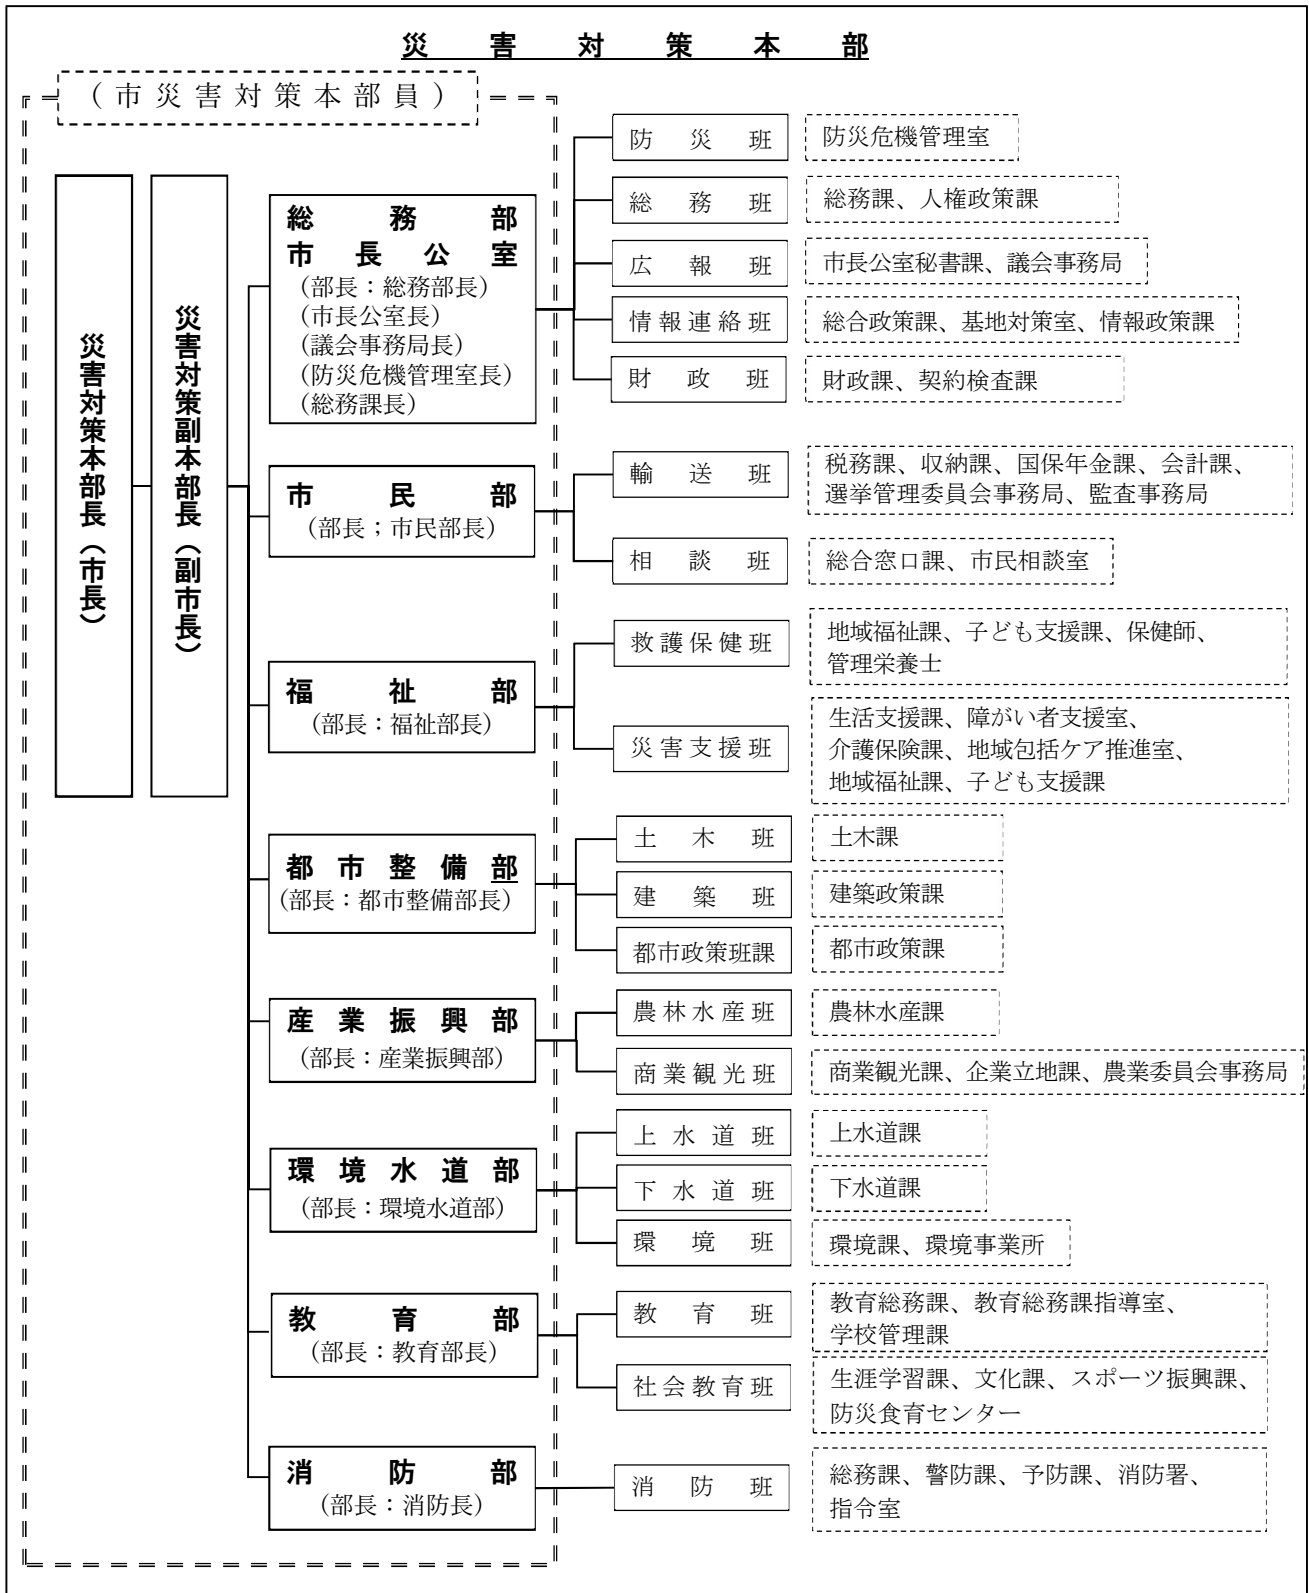 災害対策本部
（市災害対策本部員）
災害対策本部長（市長）
災害対策副本部長（副市長）
総務部
市長公室
（部長：総務部長）
（市長公室長）
（議会事務局長）
（防災危機管理室長）
（総務課長）
防災班
防災危機管理室
総務班
総務課、人権政策課
広報班
市長公室秘書課、議会事務局
情報連絡班
総合政策課、基地対策室、情報政策課
財政班
財政課、契約検査課
市民部
（部長；市民部長）
輸送班
税務課、収納課、国保年金課、会計課、
選挙管理委員会事務局、監査事務局
相談班
総合窓口課、市民相談室
福祉部
（部長：福祉部長）
救護保健班
地域福祉課、子ども支援課、保健師、
管理栄養士
災害支援班
生活支援課、障がい者支援室、
介護保険課、地域包括ケア推進室、
地域福祉課、子ども支援課
都市整備部
（部長：都市整備部長）
土木班
土木課
建築班
建築政策課
都市政策班課
都市政策課
産業振興部
（部長：産業振興部）
農林水産班
農林水産課
商業観光班
商業観光課、企業立地課、農業委員会事務局
環境水道部
（部長：環境水道部）
上水道班
上水道課
下水道班
下水道課
環境班
環境課、環境事業所
教育部
（部長：教育部長）
教育班
教育総務課、教育総務課指導室、
学校管理課
社会教育班
生涯学習課、文化課、スポーツ振興課、
防災食育センター
消防部
（部長：消防長）
消防班
総務課、警防課、予防課、消防署、
指令室